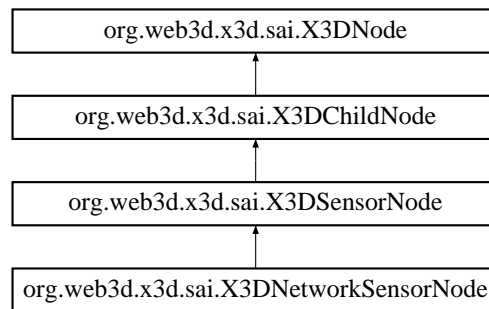 org.web3d.x3d.sai.X3DNode
org.web3d.x3d.sai.X3DChildNode
org.web3d.x3d.sai.X3DSensorNode
org.web3d.x3d.sai.X3DNetworkSensorNode